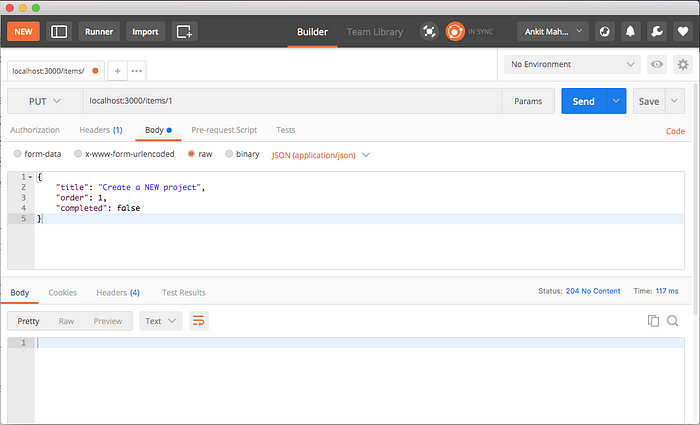 NEW Runner Import Builder Team Library IN SYNC Ankit Mah...
localhost:3000/items/ + ••• No Environment
PUT localhost:3000/items/1 Params Send Save
Authorization Headers (1) Body Pre-request Script Tests Code
form-data x-www-form-urlencoded raw binary JSON (application/json)
1 {
2 "title": "Create a NEW project",
3 "order": 1,
4 "completed": false
5 }
Body Cookies Headers (4) Test Results Status: 204 No Content Time: 117 ms
Pretty Raw Preview Text
1